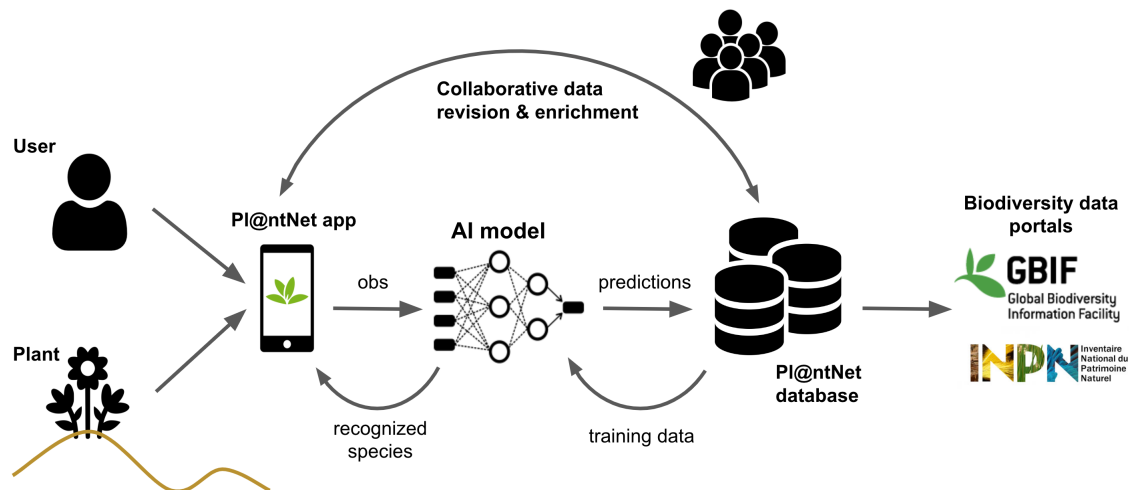 Collaborative data
revision & enrichment
User
Pl@ntNet app
AI model
obs
predictions
Biodiversity data
portals
GBIF
Global Biodiversity
Information Facility
Plant
INPN
Inventaire
National du
Patrimoine
Naturel
Pl@ntNet
database
recognized
species
training data